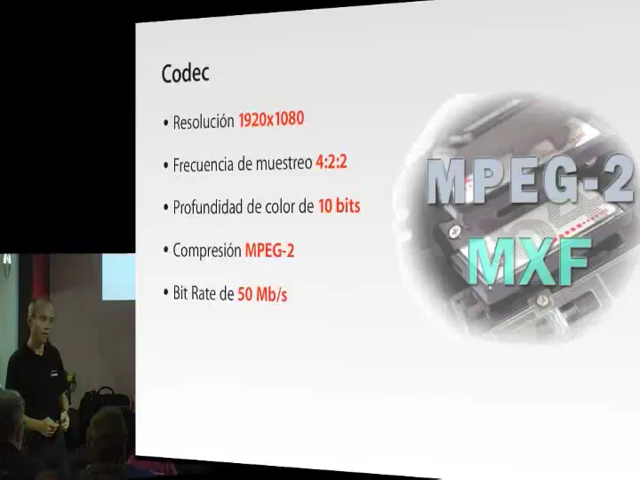 Codec
• Resolución 1920x1080
• Frecuencia de muestreo 4:2:2
• Profundidad de color de 10 bits
• Compresión MPEG-2
• Bit Rate de 50 Mb/s
MPEG-2
MXF